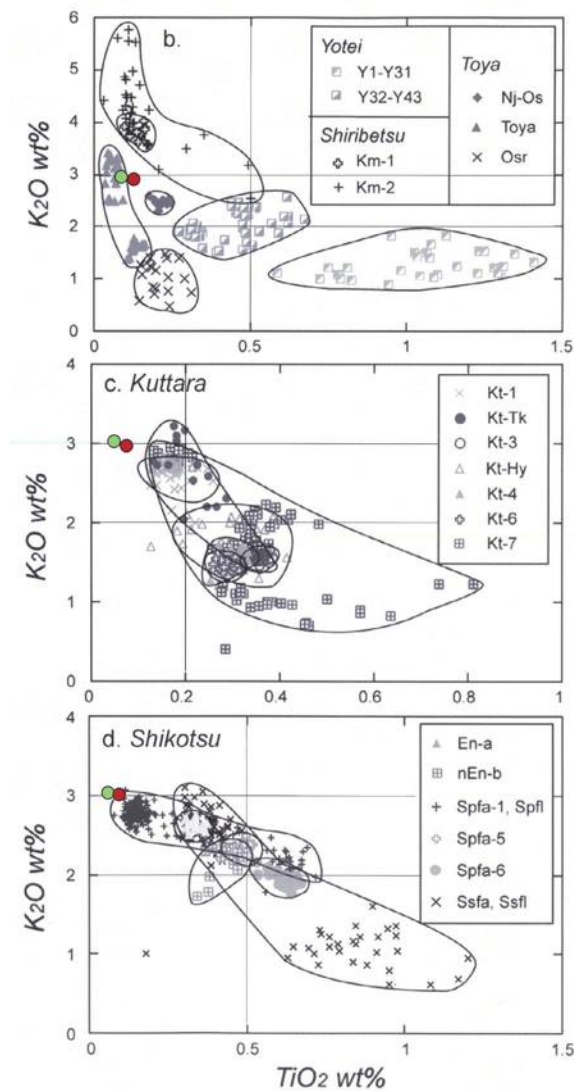 6
5
4
3
2
1
0
K2O wt%
b.
Yotei
Y1-Y31
Y32-Y43
Shiribetsu
Km-1
Km-2
Toya
Nj-Os
Toya
Osr
0
0.5
1
1.5
4
3
2
1
0
K2O wt%
c. Kuttara
Kt-1
Kt-Tk
Kt-3
Kt-Hy
Kt-4
Kt-6
Kt-7
0
0.2
0.4
0.6
0.8
1
4
3
2
1
0
K2O wt%
d. Shikotsu
En-a
nEn-b
Spfa-1, Spfl
Spfa-5
Spfa-6
Ssfa, Ssfl
0
0.5
1
1.5
TiO2 wt%